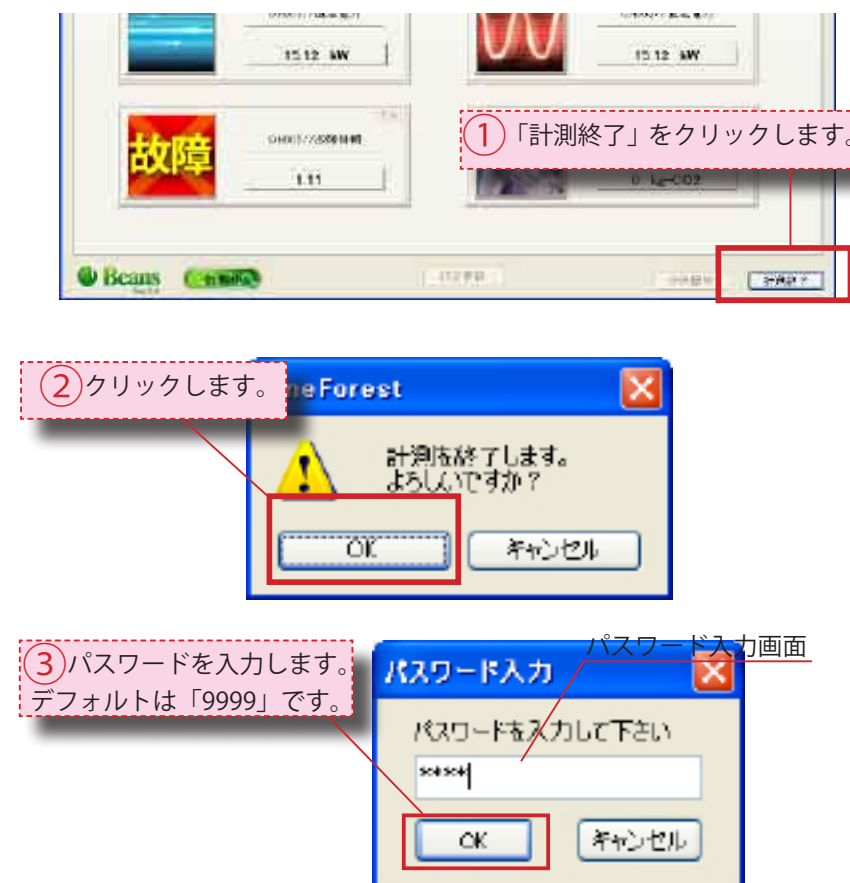 15.12 kW
15.12 kW
故障
1.11
①「計測終了」をクリックします。
0 kg-CO2
Beans
計測終了
②クリックします。
eForest
計測を終了します。
よろしいですか？
OK
キャンセル
パスワード入力画面
③パスワードを入力します。
デフォルトは「9999」です。
パスワード入力
パスワードを入力して下さい
OK
キャンセル